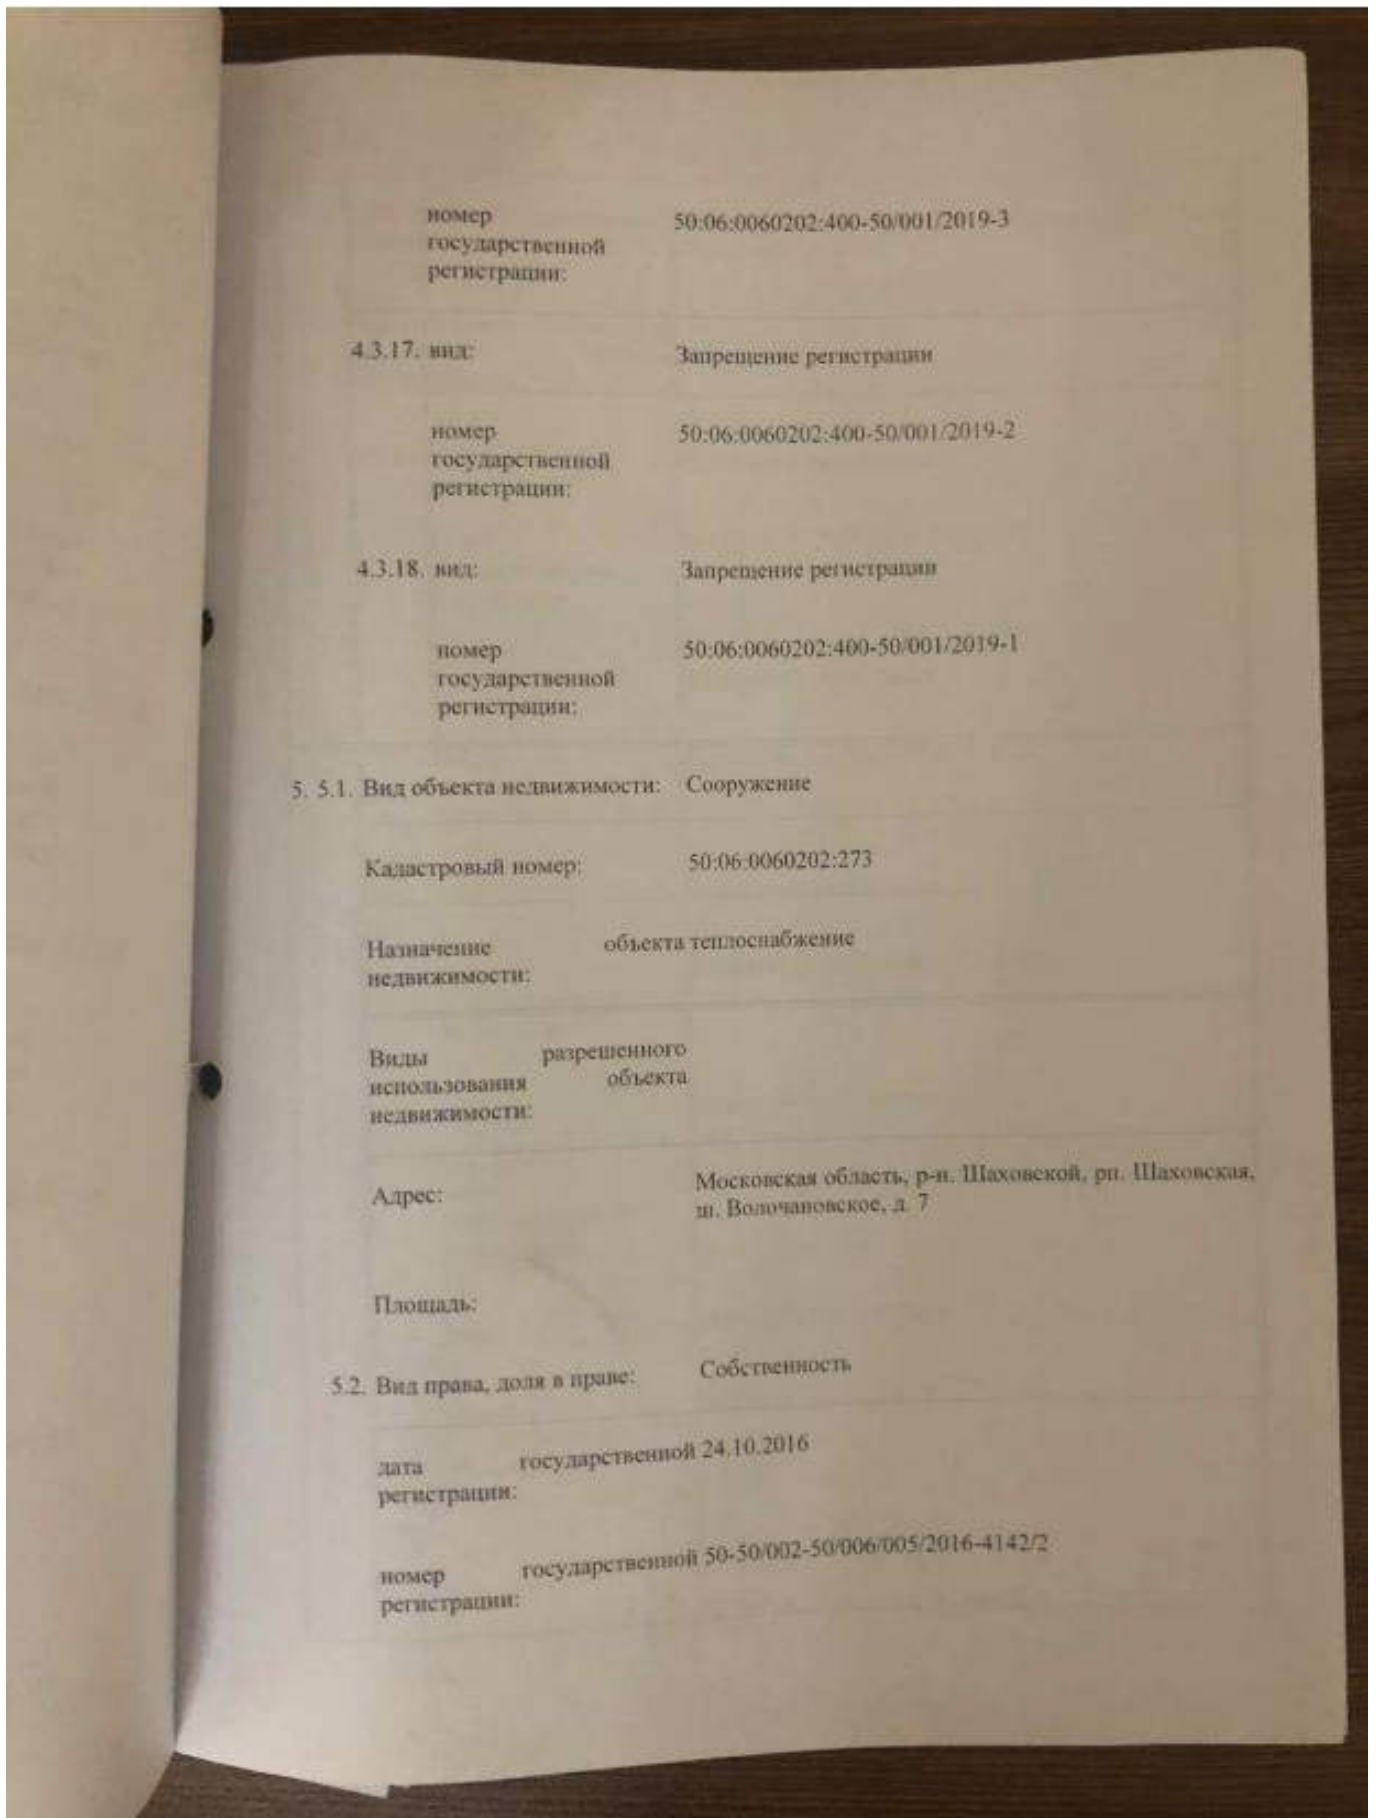 номер 50:06:0060202:400-50/001/2019-3
государственной
регистрации:
4.3.17. вид: Запрещение регистрации
номер 50:06:0060202:400-50/001/2019-2
государственной
регистрации:
4.3.18. вид: Запрещение регистрации
номер 50:06:0060202:400-50/001/2019-1
государственной
регистрации:
5. 5.1. Вид объекта недвижимости: Сооружение
Кадастровый номер: 50:06:0060202:273
Назначение объекта теплоснабжение
недвижимости:
Виды разрешенного
использования объекта
недвижимости:
Адрес: Московская область, р-н. Шаховской, рп. Шаховская,
ш. Волочановское, д. 7
Площадь:
5.2. Вид права, доля в праве: Собственность
дата государственной 24.10.2016
регистрации:
номер государственной 50-50/002-50/006/005/2016-4142/2
регистрации: